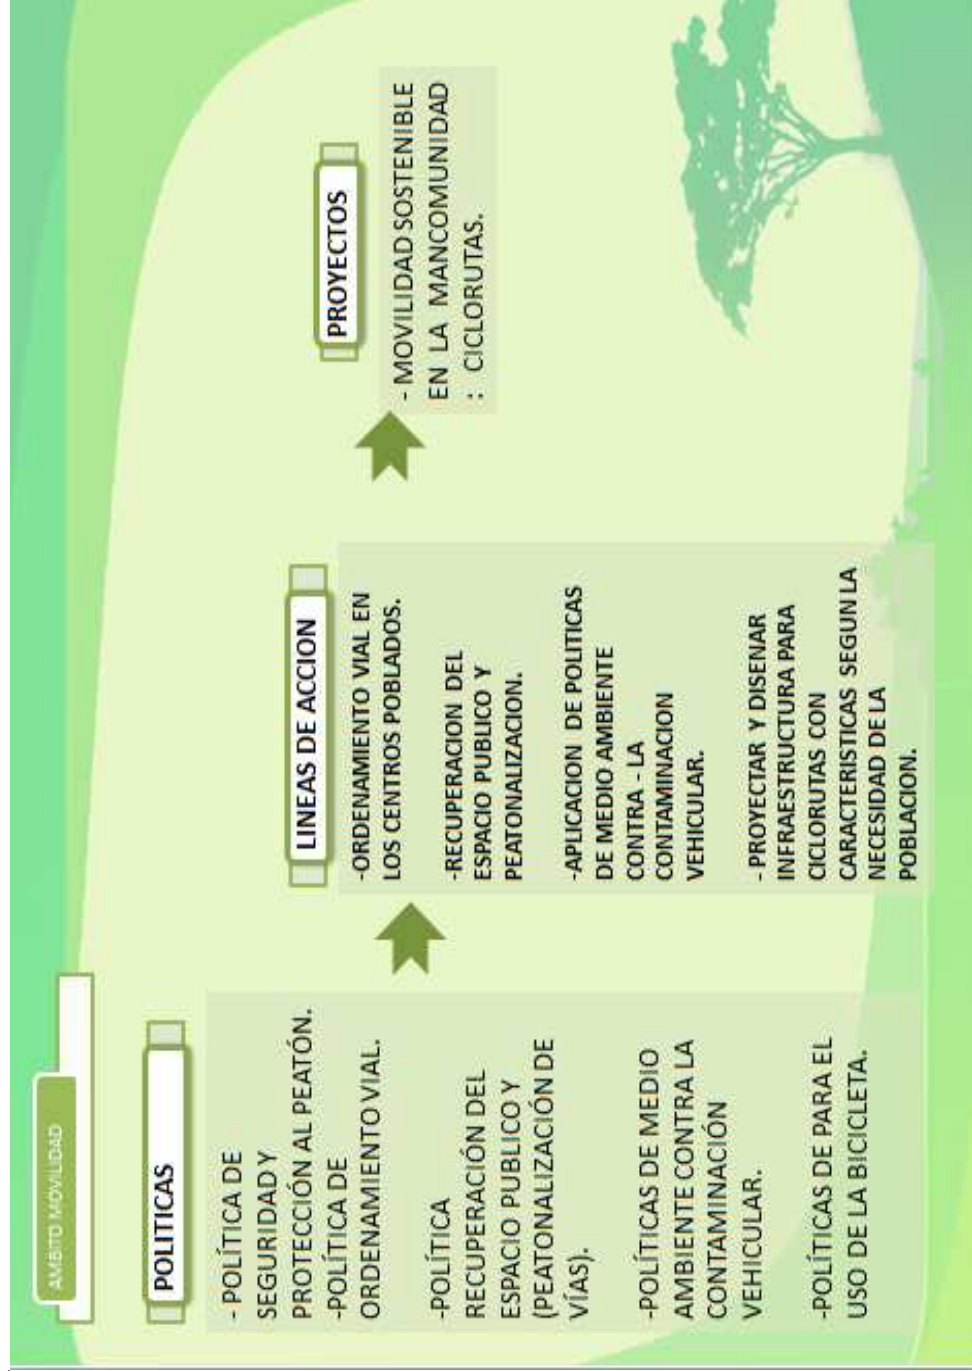 AMBITO MOVILIDAD
POLITICAS
- POLÍTICA DE
SEGURIDAD Y
PROTECCIÓN AL PEATÓN.
-POLÍTICA DE
ORDENAMIENTO VIAL.
-POLÍTICA
RECUPERACIÓN DEL
ESPACIO PUBLICO Y
(PEATONALIZACIÓN DE
VÍAS).
-POLÍTICAS DE MEDIO
AMBIENTE CONTRA LA
CONTAMINACIÓN
VEHICULAR.
-POLÍTICAS DE PARA EL
USO DE LA BICICLETA.
LINEAS DE ACCION
-ORDENAMIENTO VIAL EN
LOS CENTROS POBLADOS.
-RECUPERACION DEL
ESPACIO PUBLICO Y
PEATONALIZACION.
-APLICACION DE POLITICAS
DE MEDIO AMBIENTE
CONTRA - LA
CONTAMINACION
VEHICULAR.
- PROYECTAR Y DISENAR
INFRAESTRUCTURA PARA
CICLORUTAS CON
CARACTERISTICAS SEGUN LA
NECESIDAD DE LA
POBLACION.
PROYECTOS
- MOVILIDAD SOSTENIBLE
EN LA MANCOMUNIDAD
: CICLORUTAS.